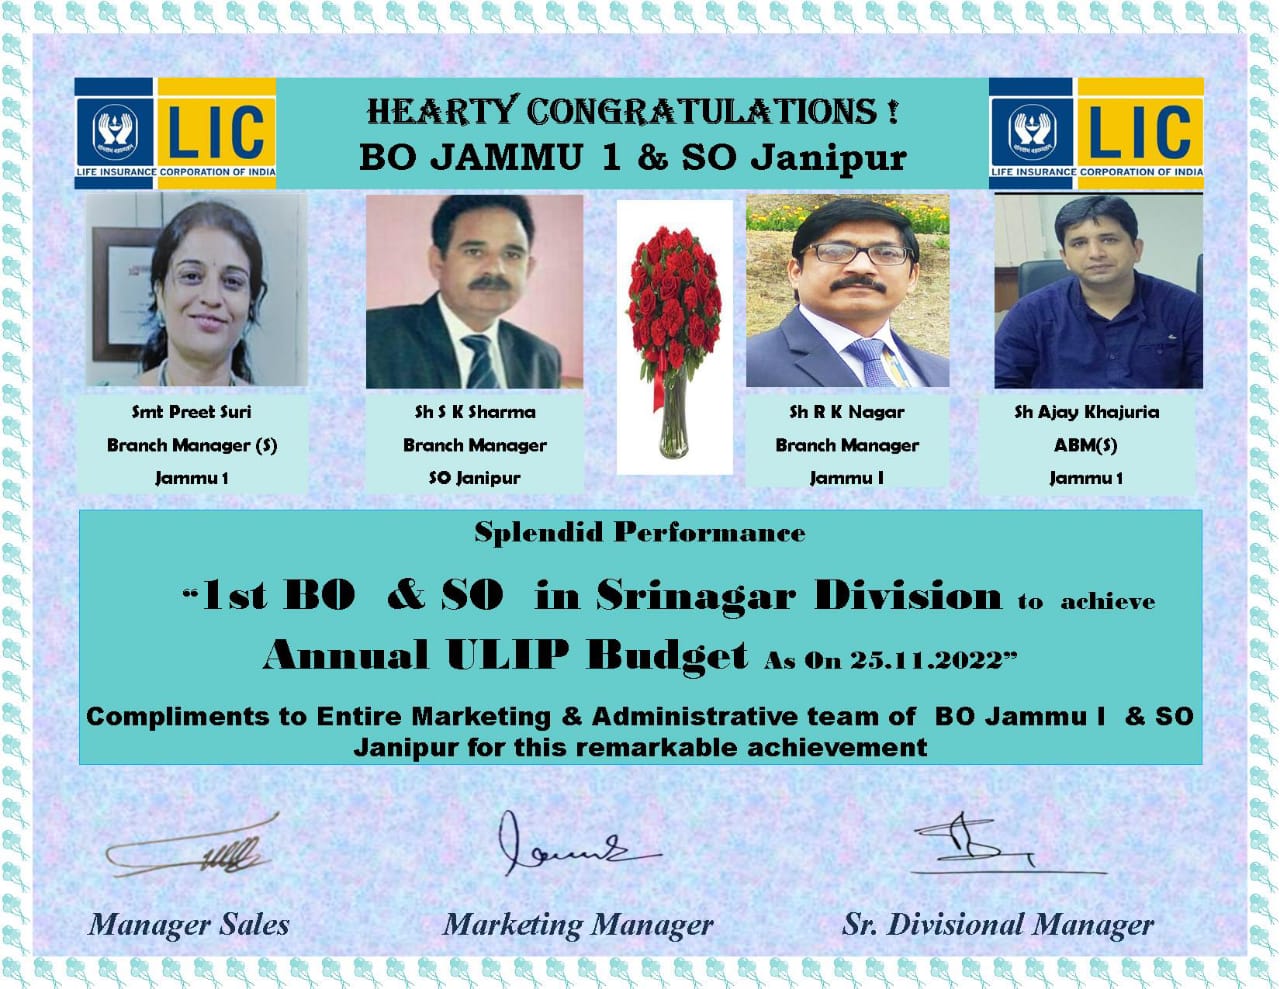 HEARTY CONGRATULATIONS !
BO JAMMU 1 & SO Janipur
LIC
LIFE INSURANCE CORPORATION OF INDIA
LIC
LIFE INSURANCE CORPORATION OF INDIA
Smt Preet Suri
Branch Manager (S)
Jammu 1
Sh S K Sharma
Branch Manager
SO Janipur
Sh R K Nagar
Branch Manager
Jammu I
Sh Ajay Khajuria
ABM(S)
Jammu 1
Splendid Performance
“1st BO & SO in Srinagar Division to achieve
Annual ULIP Budget As On 25.11.2022”
Compliments to Entire Marketing & Administrative team of BO Jammu I & SO
Janipur for this remarkable achievement
Manager Sales
Marketing Manager
Sr. Divisional Manager